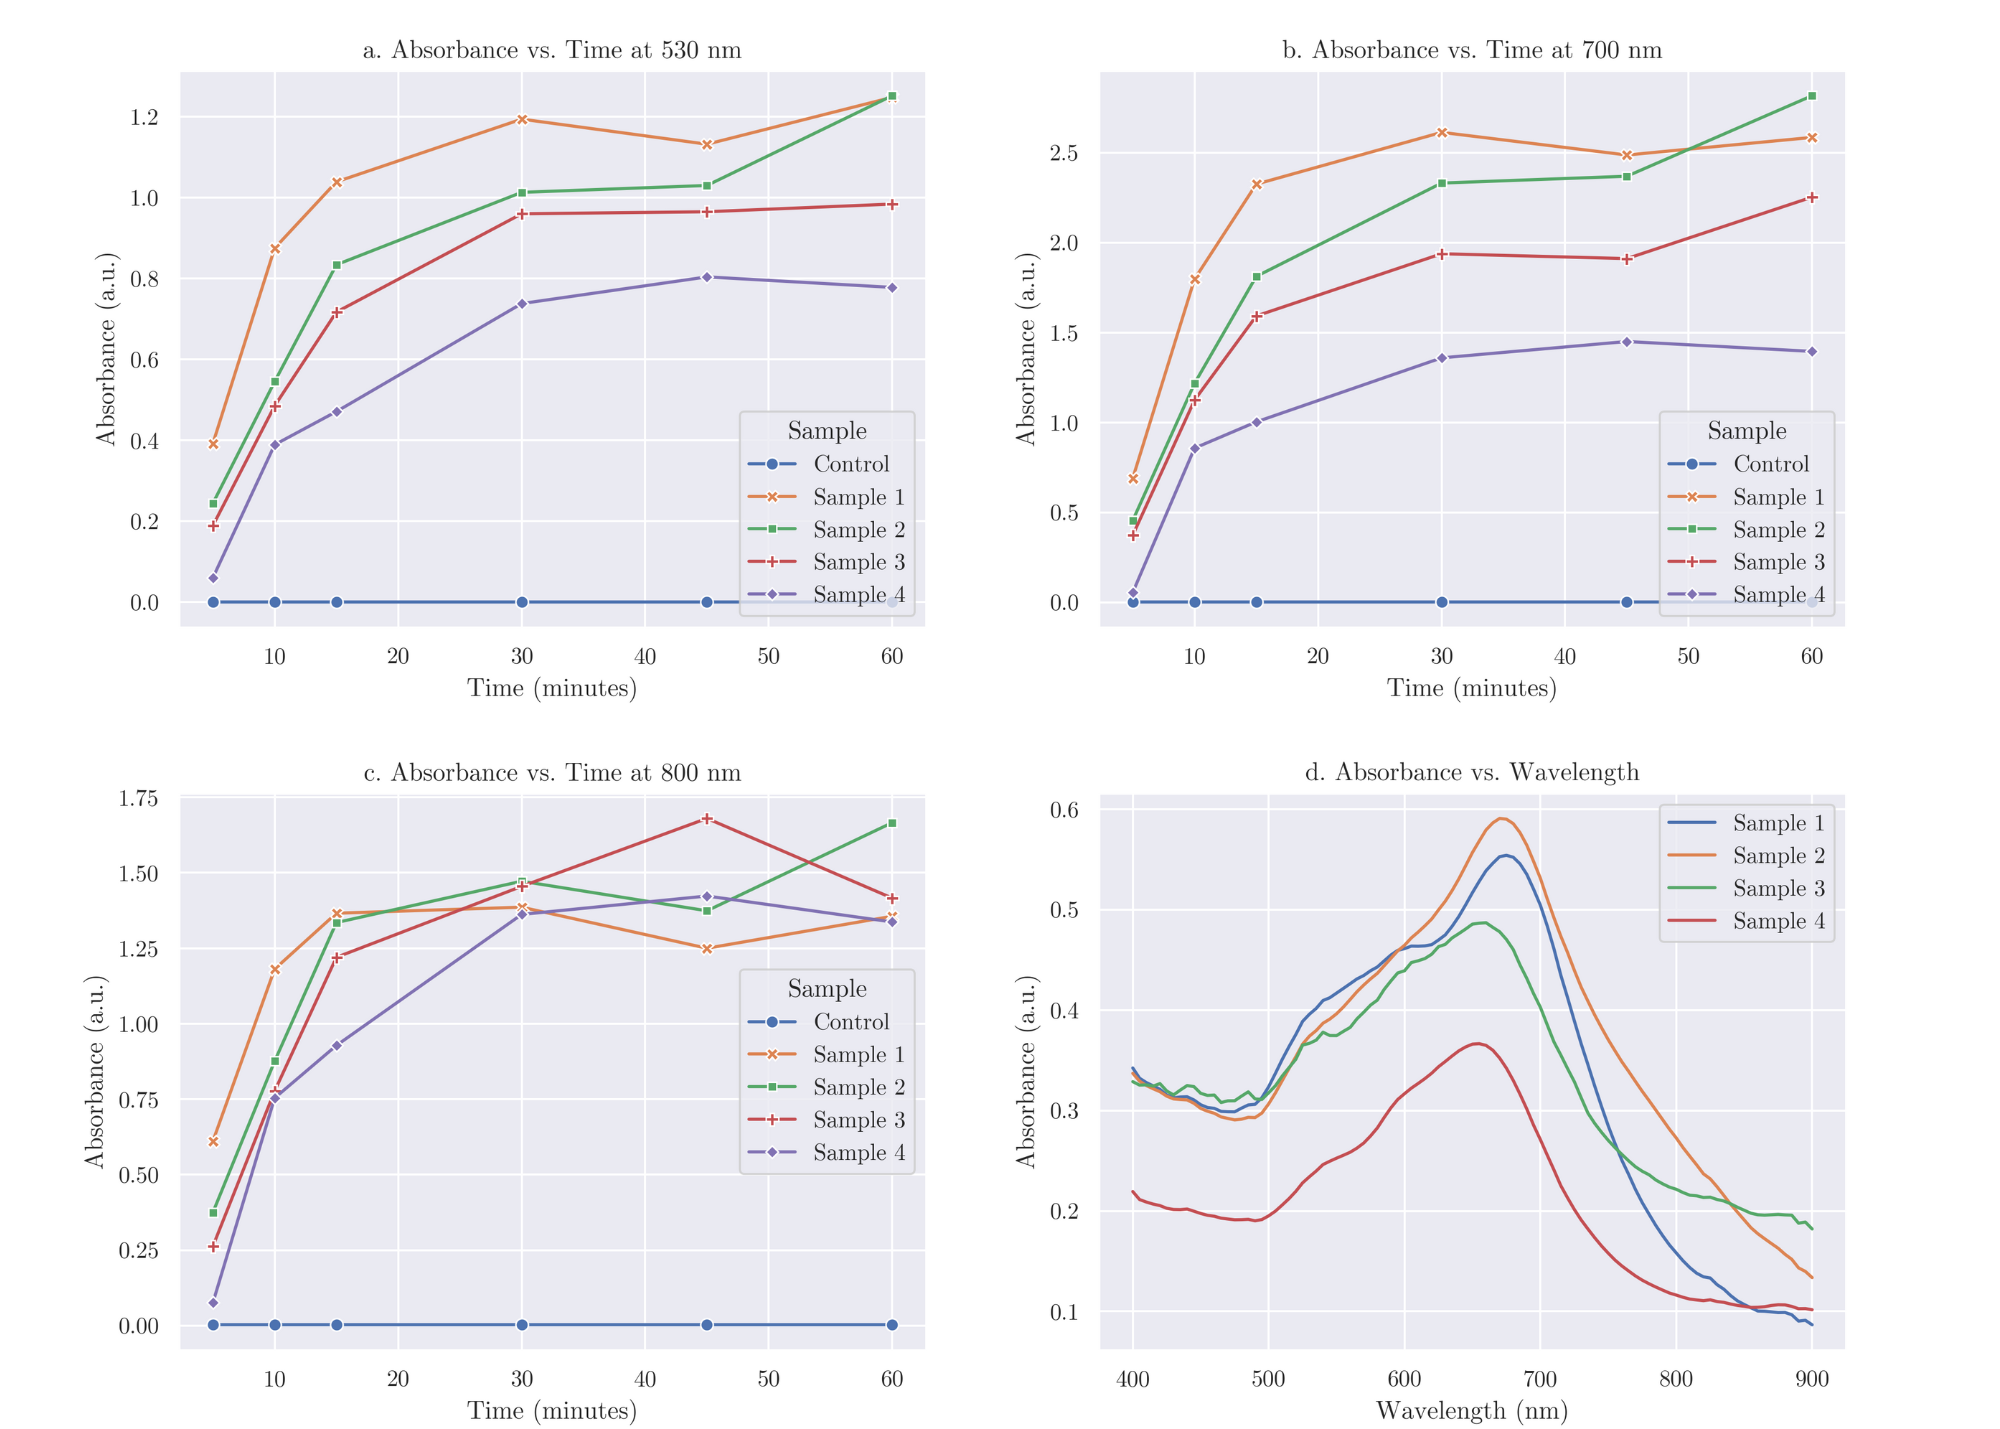 a. Absorbance vs. Time at 530 nm
1.2
1.0
0.8
0.6
0.4
0.2
0.0
Absorbance (a.u.)
Sample
Control
Sample 1
Sample 2
Sample 3
Sample 4
10 20 30 40 50 60
Time (minutes)
b. Absorbance vs. Time at 700 nm
2.5
2.0
1.5
1.0
0.5
0.0
Absorbance (a.u.)
Sample
Control
Sample 1
Sample 2
Sample 3
Sample 4
10 20 30 40 50 60
Time (minutes)
c. Absorbance vs. Time at 800 nm
1.75
1.50
1.25
1.00
0.75
0.50
0.25
0.00
Absorbance (a.u.)
Sample
Control
Sample 1
Sample 2
Sample 3
Sample 4
10 20 30 40 50 60
Time (minutes)
d. Absorbance vs. Wavelength
0.6
0.5
0.4
0.3
0.2
0.1
Absorbance (a.u.)
Sample 1
Sample 2
Sample 3
Sample 4
400 500 600 700 800 900
Wavelength (nm)